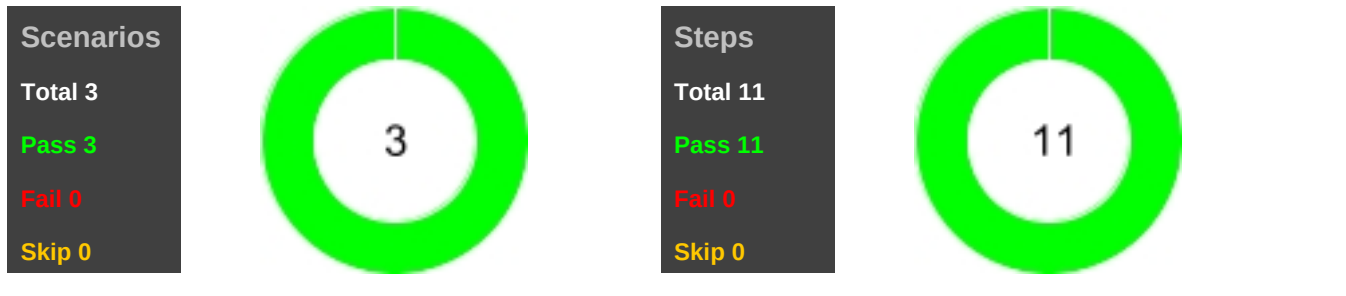 Scenarios
Total 3
Pass 3
Fail 0
Skip 0
3
Steps
Total 11
Pass 11
Fail 0
Skip 0
11